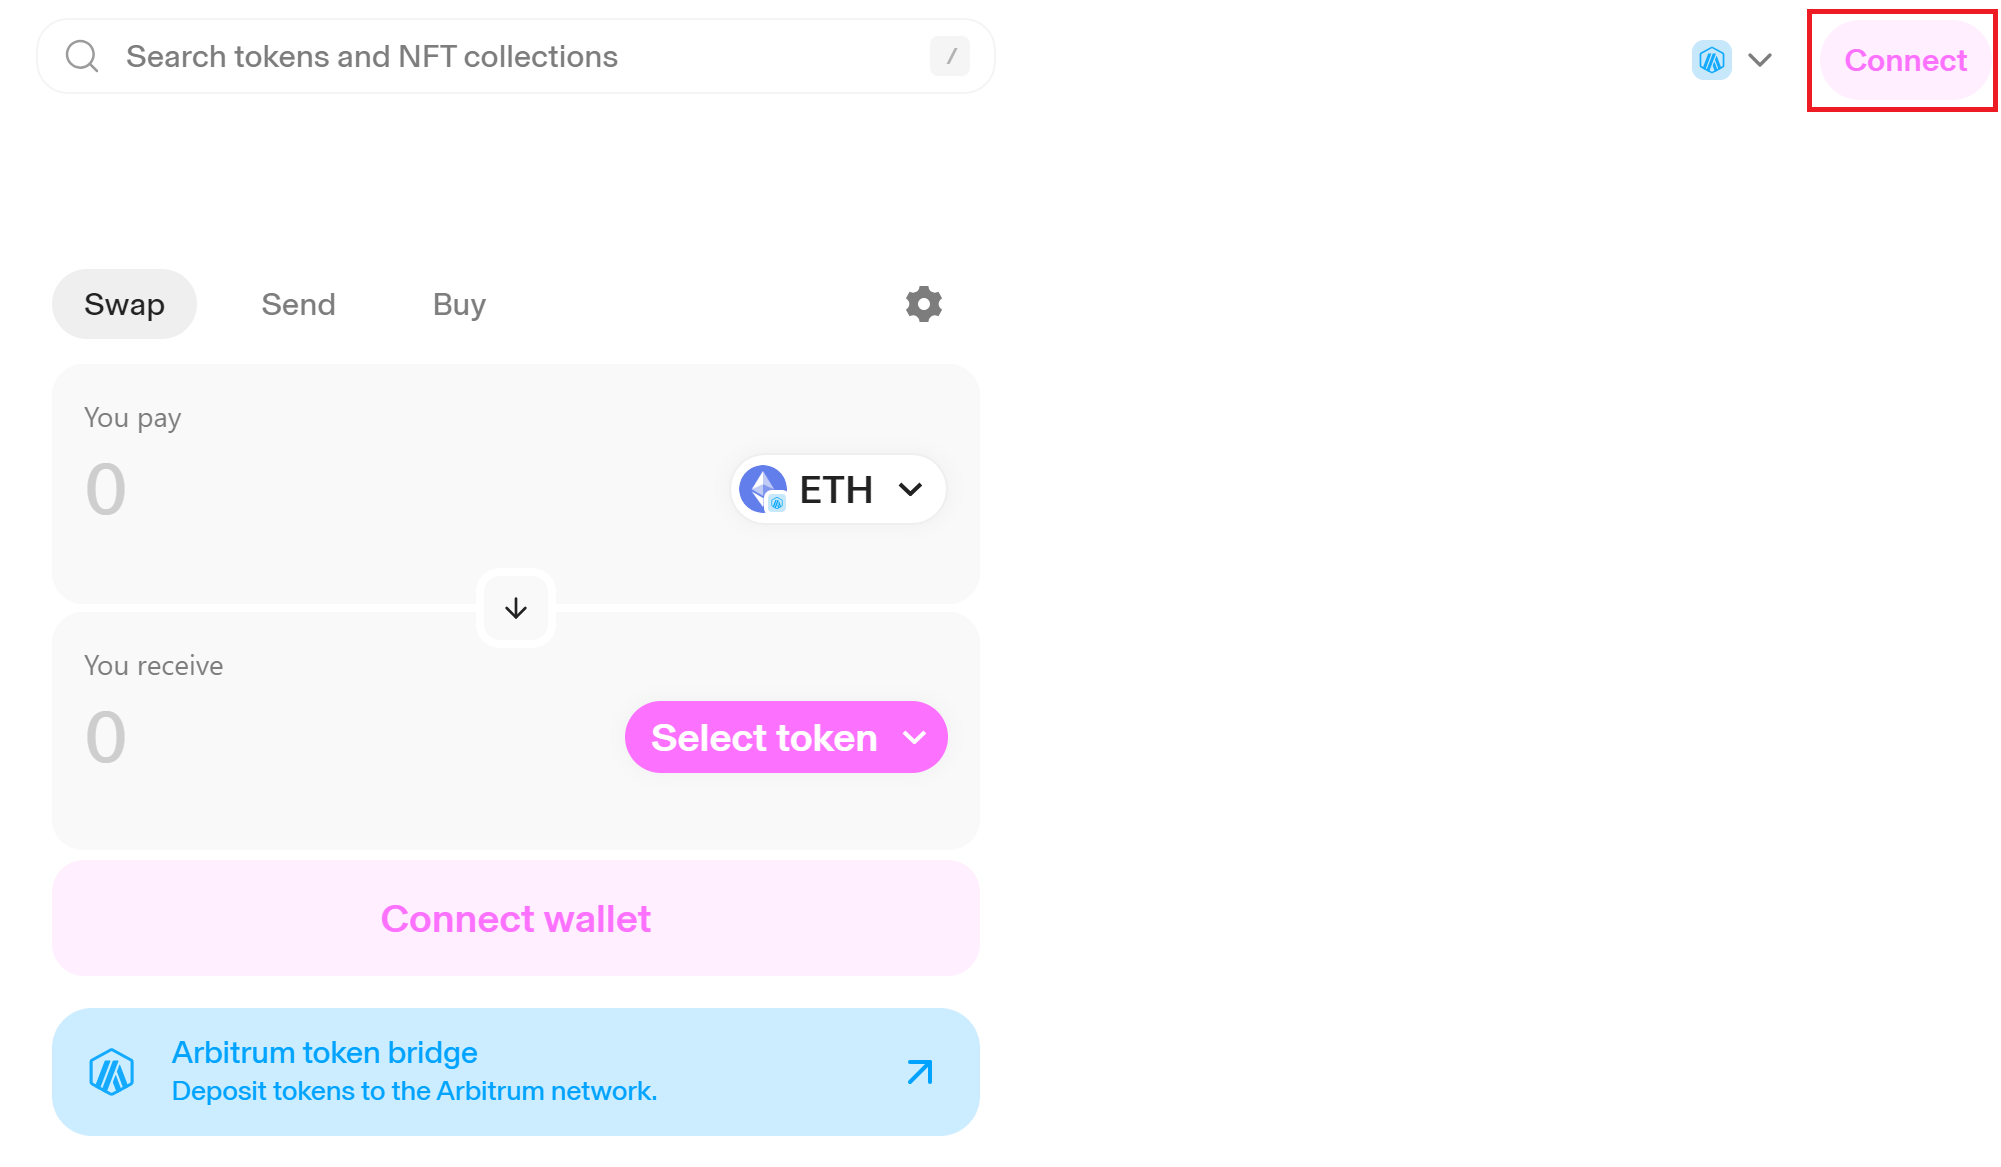 Search tokens and NFT collections
/
Connect
Swap
Send
Buy
You pay
0
ETH
You receive
0
Select token
Connect wallet
Arbitrum token bridge
Deposit tokens to the Arbitrum network.